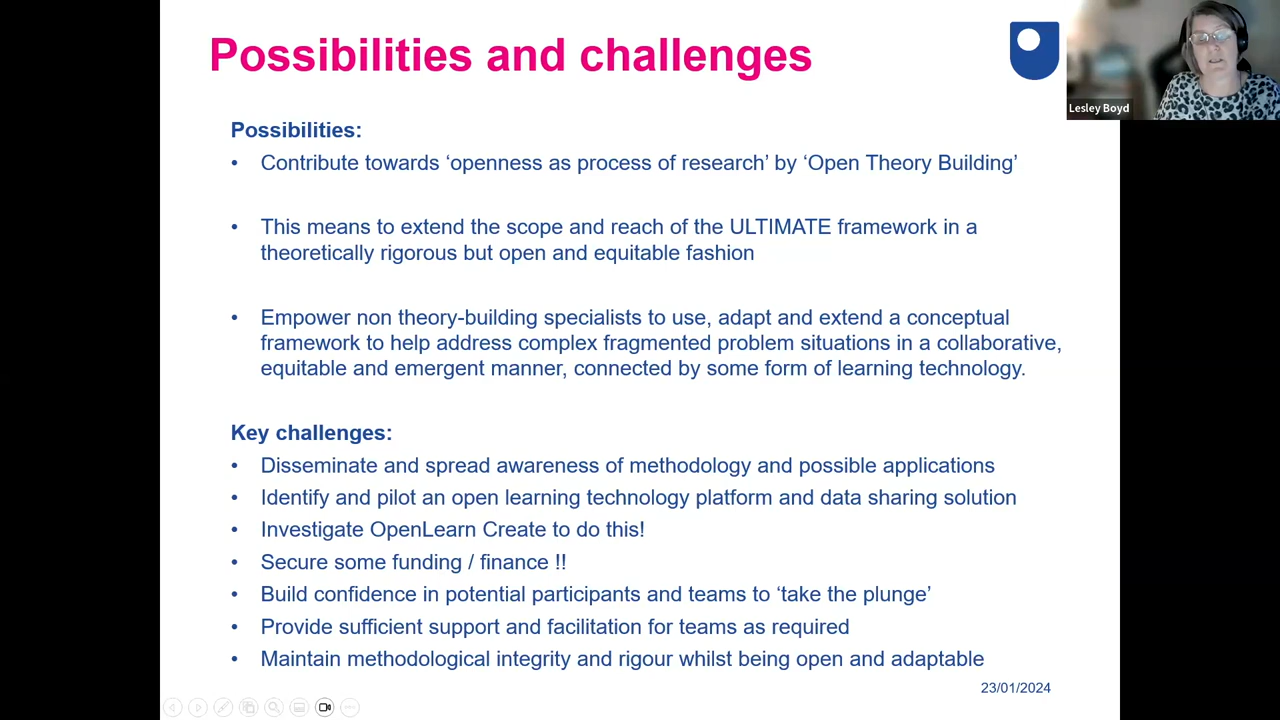 Possibilities and challenges
Lesley Boyd
Possibilities:
• Contribute towards ‘openness as process of research’ by ‘Open Theory Building’
• This means to extend the scope and reach of the ULTIMATE framework in a
theoretically rigorous but open and equitable fashion
• Empower non theory-building specialists to use, adapt and extend a conceptual
framework to help address complex fragmented problem situations in a collaborative,
equitable and emergent manner, connected by some form of learning technology.
Key challenges:
• Disseminate and spread awareness of methodology and possible applications
• Identify and pilot an open learning technology platform and data sharing solution
• Investigate OpenLearn Create to do this!
• Secure some funding / finance !!
• Build confidence in potential participants and teams to ‘take the plunge’
• Provide sufficient support and facilitation for teams as required
• Maintain methodological integrity and rigour whilst being open and adaptable
23/01/2024